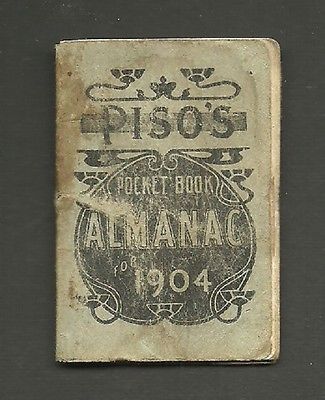 PISO'S
POCKET BOOK
ALMANAC
for
1904